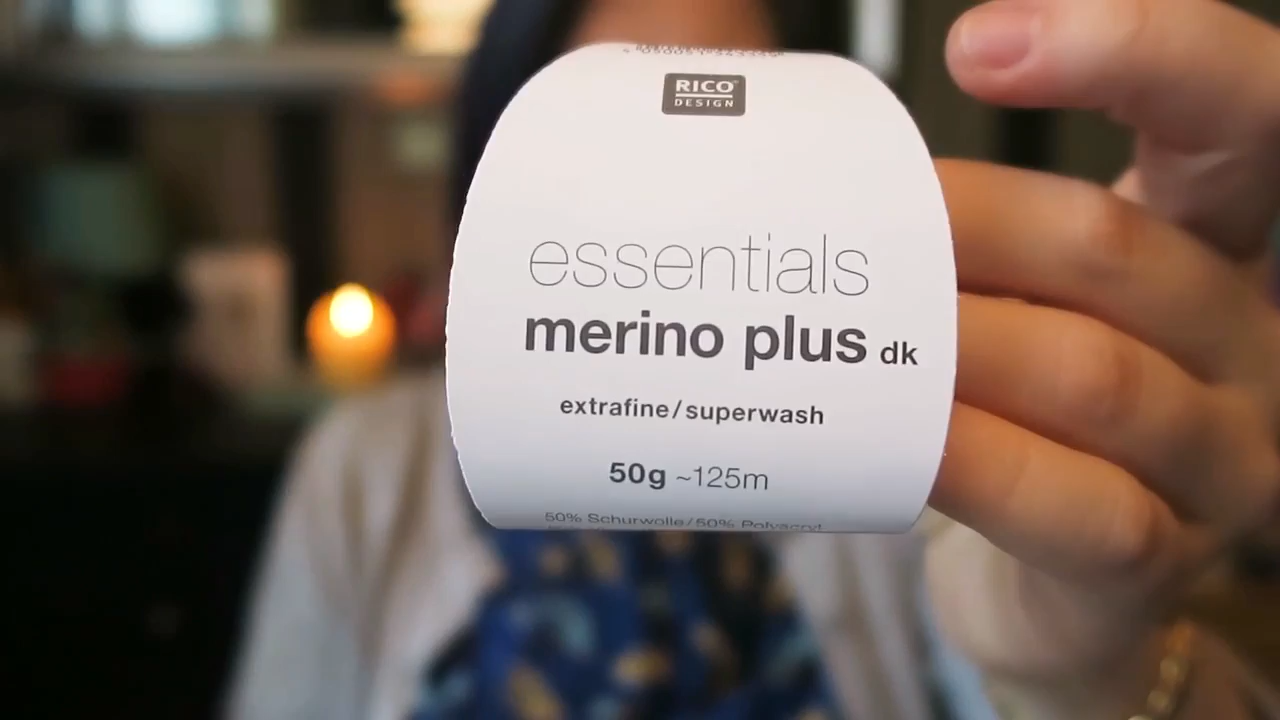 RICO
DESIGN
essentials
merino plus dk
extrafine/superwash
50g ~125m
50% Schurwolle/50% Polyacryl